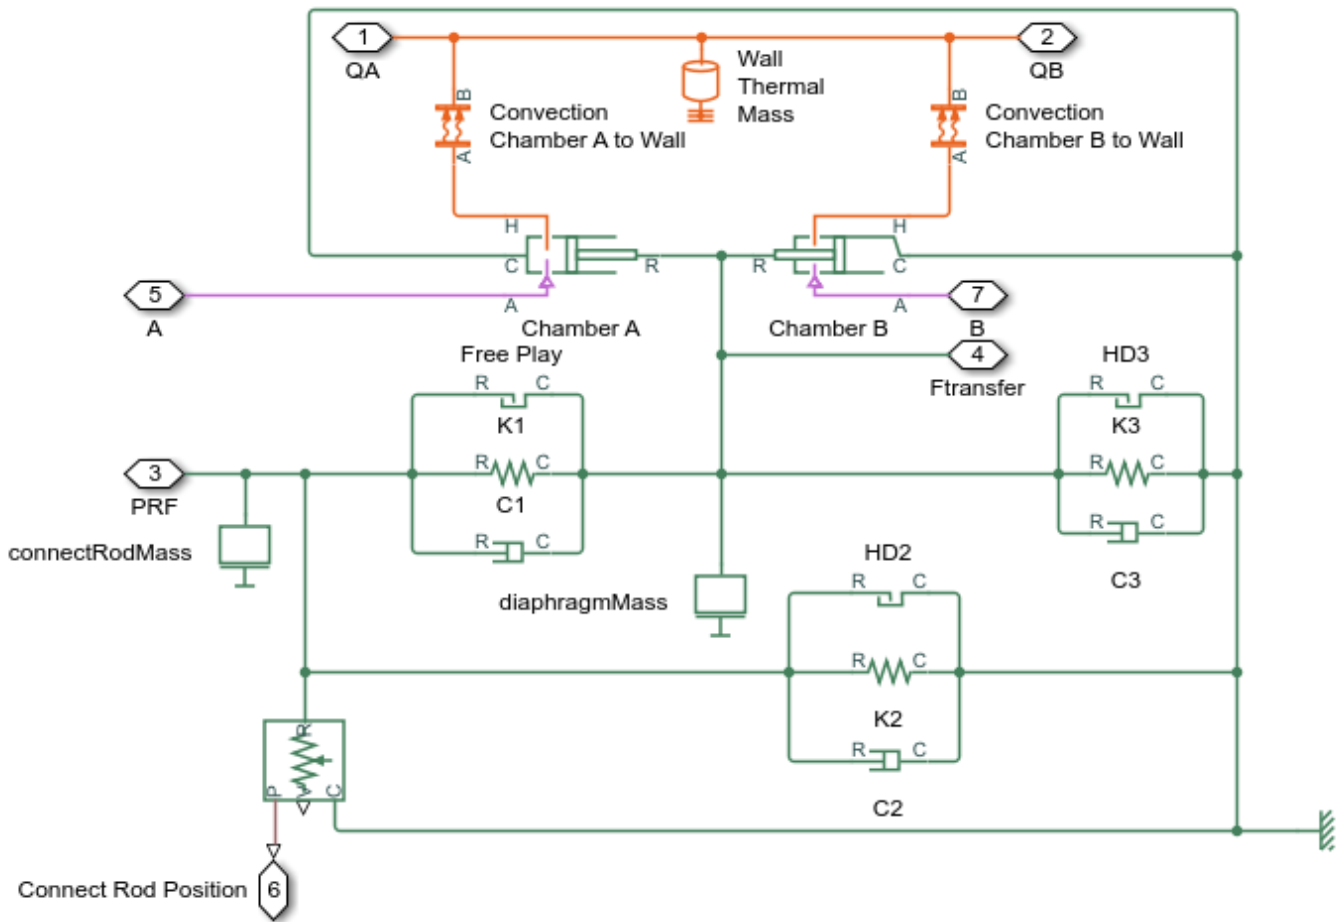 1
2
QA
QB
Wall
Thermal
Mass
B
B
Convection
Chamber A to Wall
Convection
Chamber B to Wall
A
A
H
H
C
R
R
C
5
A
A
7
A
Chamber A
Chamber B
B
Free Play
4
HD3
Ftransfer
R
C
R
C
K1
K3
3
R
C
R
C
PRF
C1
R
C
R
C
connectRodMass
HD2
C3
diaphragmMass
R
C
R
C
K2
R
P
V
C
R
C
C2
Connect Rod Position
6